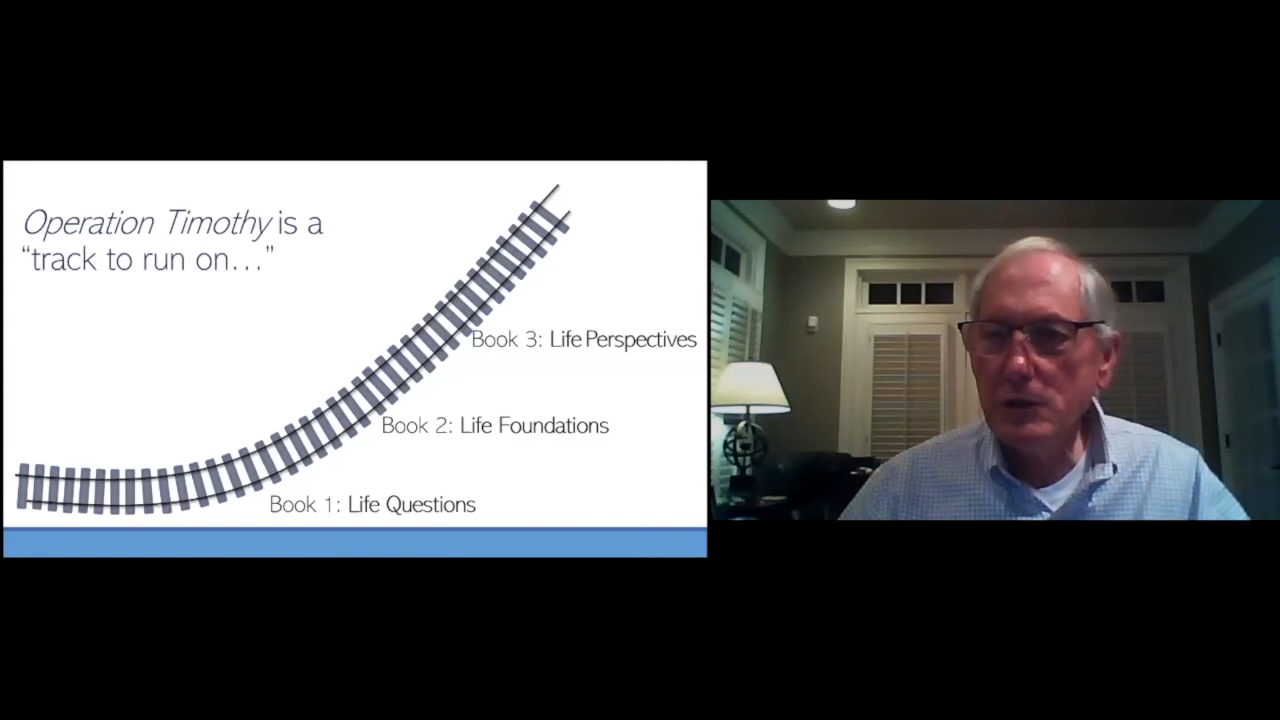 Operation Timothy is a
“track to run on...”
Book 3: Life Perspectives
Book 2: Life Foundations
Book 1: Life Questions